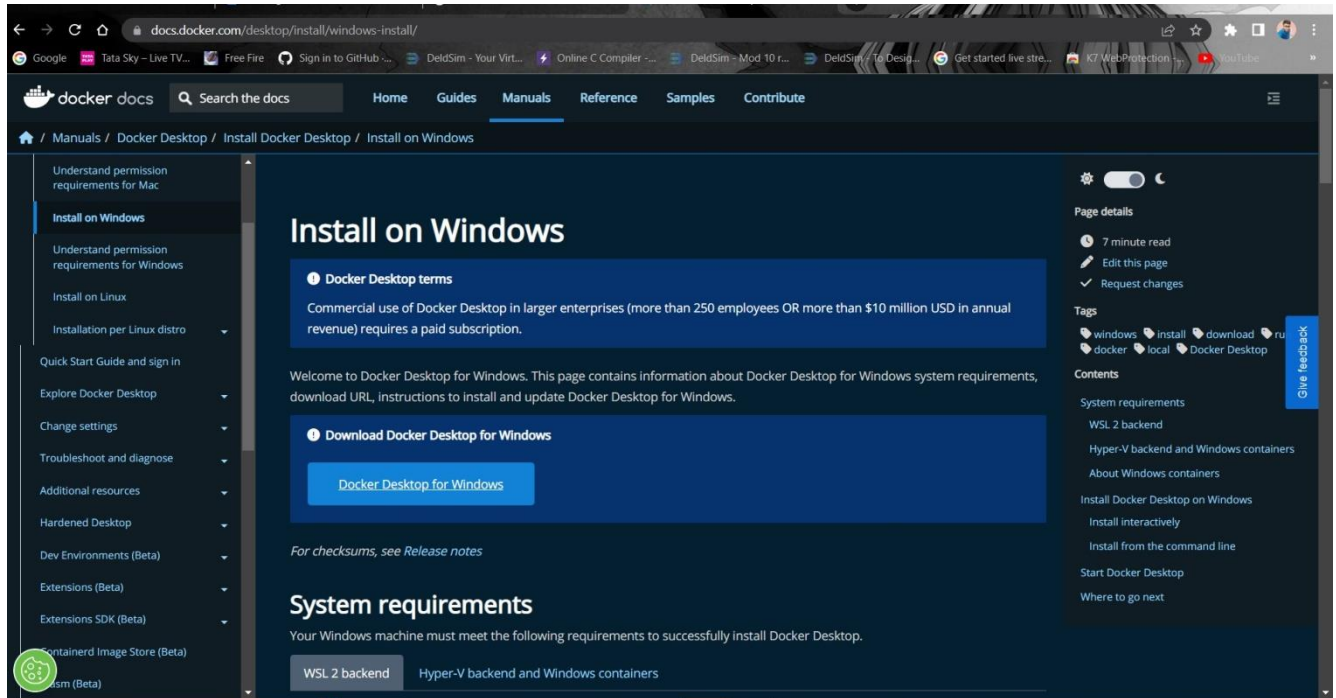 docs.docker.com/desktop/install/windows-install/
Google Tata Sky – Live TV... Free Fire Sign in to GitHub ·... DeldSim - Your Virt... Online C Compiler -... DeldSim - Mod 10 r... DeldSim - To Desig... Get started live stre... K7 WebProtection -... YouTube »
docker docs Search the docs Home Guides Manuals Reference Samples Contribute
/ Manuals / Docker Desktop / Install Docker Desktop / Install on Windows
Understand permission
requirements for Mac
Install on Windows
Understand permission
requirements for Windows
Install on Linux
Installation per Linux distro
Quick Start Guide and sign in
Explore Docker Desktop
Change settings
Troubleshoot and diagnose
Additional resources
Hardened Desktop
Dev Environments (Beta)
Extensions (Beta)
Extensions SDK (Beta)
Containerd Image Store (Beta)
asm (Beta)
Install on Windows
Docker Desktop terms
Commercial use of Docker Desktop in larger enterprises (more than 250 employees OR more than $10 million USD in annual
revenue) requires a paid subscription.
Welcome to Docker Desktop for Windows. This page contains information about Docker Desktop for Windows system requirements,
download URL, instructions to install and update Docker Desktop for Windows.
Download Docker Desktop for Windows
Docker Desktop for Windows
For checksums, see Release notes
System requirements
Your Windows machine must meet the following requirements to successfully install Docker Desktop.
WSL 2 backend Hyper-V backend and Windows containers
Page details
7 minute read
Edit this page
Request changes
Tags
windows install download ru
docker local Docker Desktop
Contents
System requirements
WSL 2 backend
Hyper-V backend and Windows containers
About Windows containers
Install Docker Desktop on Windows
Install interactively
Install from the command line
Start Docker Desktop
Where to go next
Give feedback